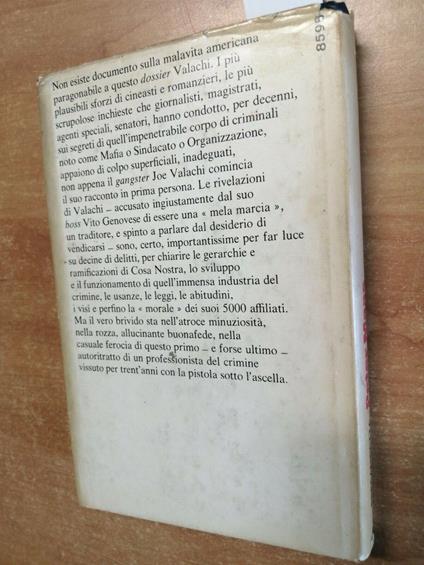 Non esiste documento sulla malavita americana
paragonabile a questo dossier Valachi. I più
plausibili sforzi di cineasti e romanzieri, le più
scrupolose inchieste che giornalisti, magistrati,
agenti speciali, senatori, hanno condotto, per decenni,
sui segreti di quell'impenetrabile corpo di criminali
noto come Mafia o Sindacato o Organizzazione,
appaiono di colpo superficiali, inadeguati,
non appena il gangster Joe Valachi comincia
il suo racconto in prima persona. Le rivelazioni
di Valachi – accusato ingiustamente dal suo
boss Vito Genovese di essere una « mela marcia »,
un traditore, e spinto a parlare dal desiderio di
vendicarsi – sono, certo, importantissime per far luce
su decine di delitti, per chiarire le gerarchie e
ramificazioni di Cosa Nostra, lo sviluppo
e il funzionamento di quell'immensa industria del
crimine, le usanze, le leggi, le abitudini,
i visi e perfino la « morale » dei suoi 5000 affiliati.
Ma il vero brivido sta nell'atroce minuziosità,
nella rozza, allucinante buonafede, nella
casuale ferocia di questo primo – e forse ultimo –
autoritratto di un professionista del crimine
vissuto per trent'anni con la pistola sotto l'ascella.